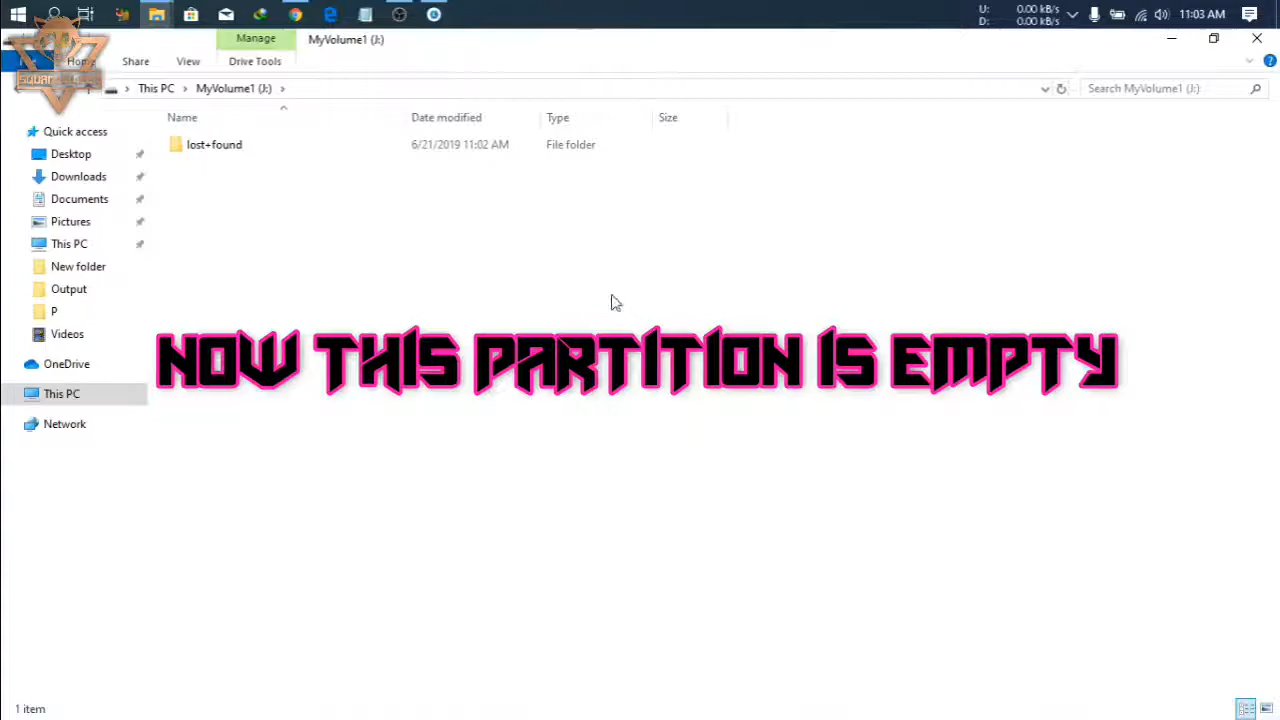 U: 0.00 kB/s
D: 0.00 kB/s
11:03 AM
Manage
MyVolume1 (J:)
Home
Share
View
Drive Tools
This PC
MyVolume1 (J:)
Search MyVolume1 (J:)
Name
Date modified
Type
Size
lost+found
6/21/2019 11:02 AM
File folder
Quick access
Desktop
Downloads
Documents
Pictures
This PC
New folder
Output
P
Videos
OneDrive
This PC
Network
NOW THIS PARTITION IS EMPTY
1 item